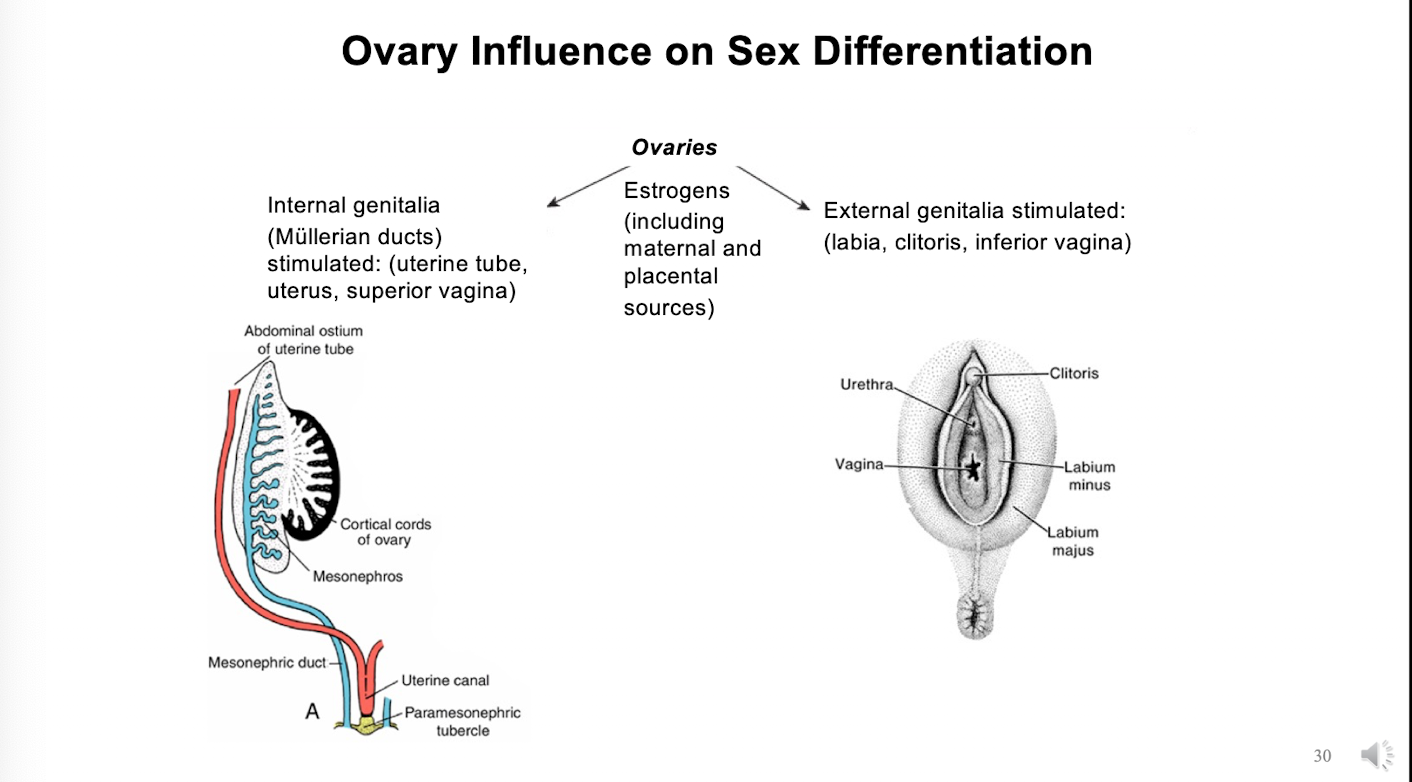 Ovary Influence on Sex Differentiation
Ovaries
Internal genitalia
(Müllerian ducts)
stimulated: (uterine tube,
uterus, superior vagina)
Estrogens
(including
maternal and
placental
sources)
External genitalia stimulated:
(labia, clitoris, inferior vagina)
Abdominal ostium
of uterine tube
Cortical cords
of ovary
Mesonephros
Mesonephric duct
Uterine canal
A
Paramesonephric
tubercle
Clitoris
Urethra
Vagina
Labium
minus
Labium
majus
30